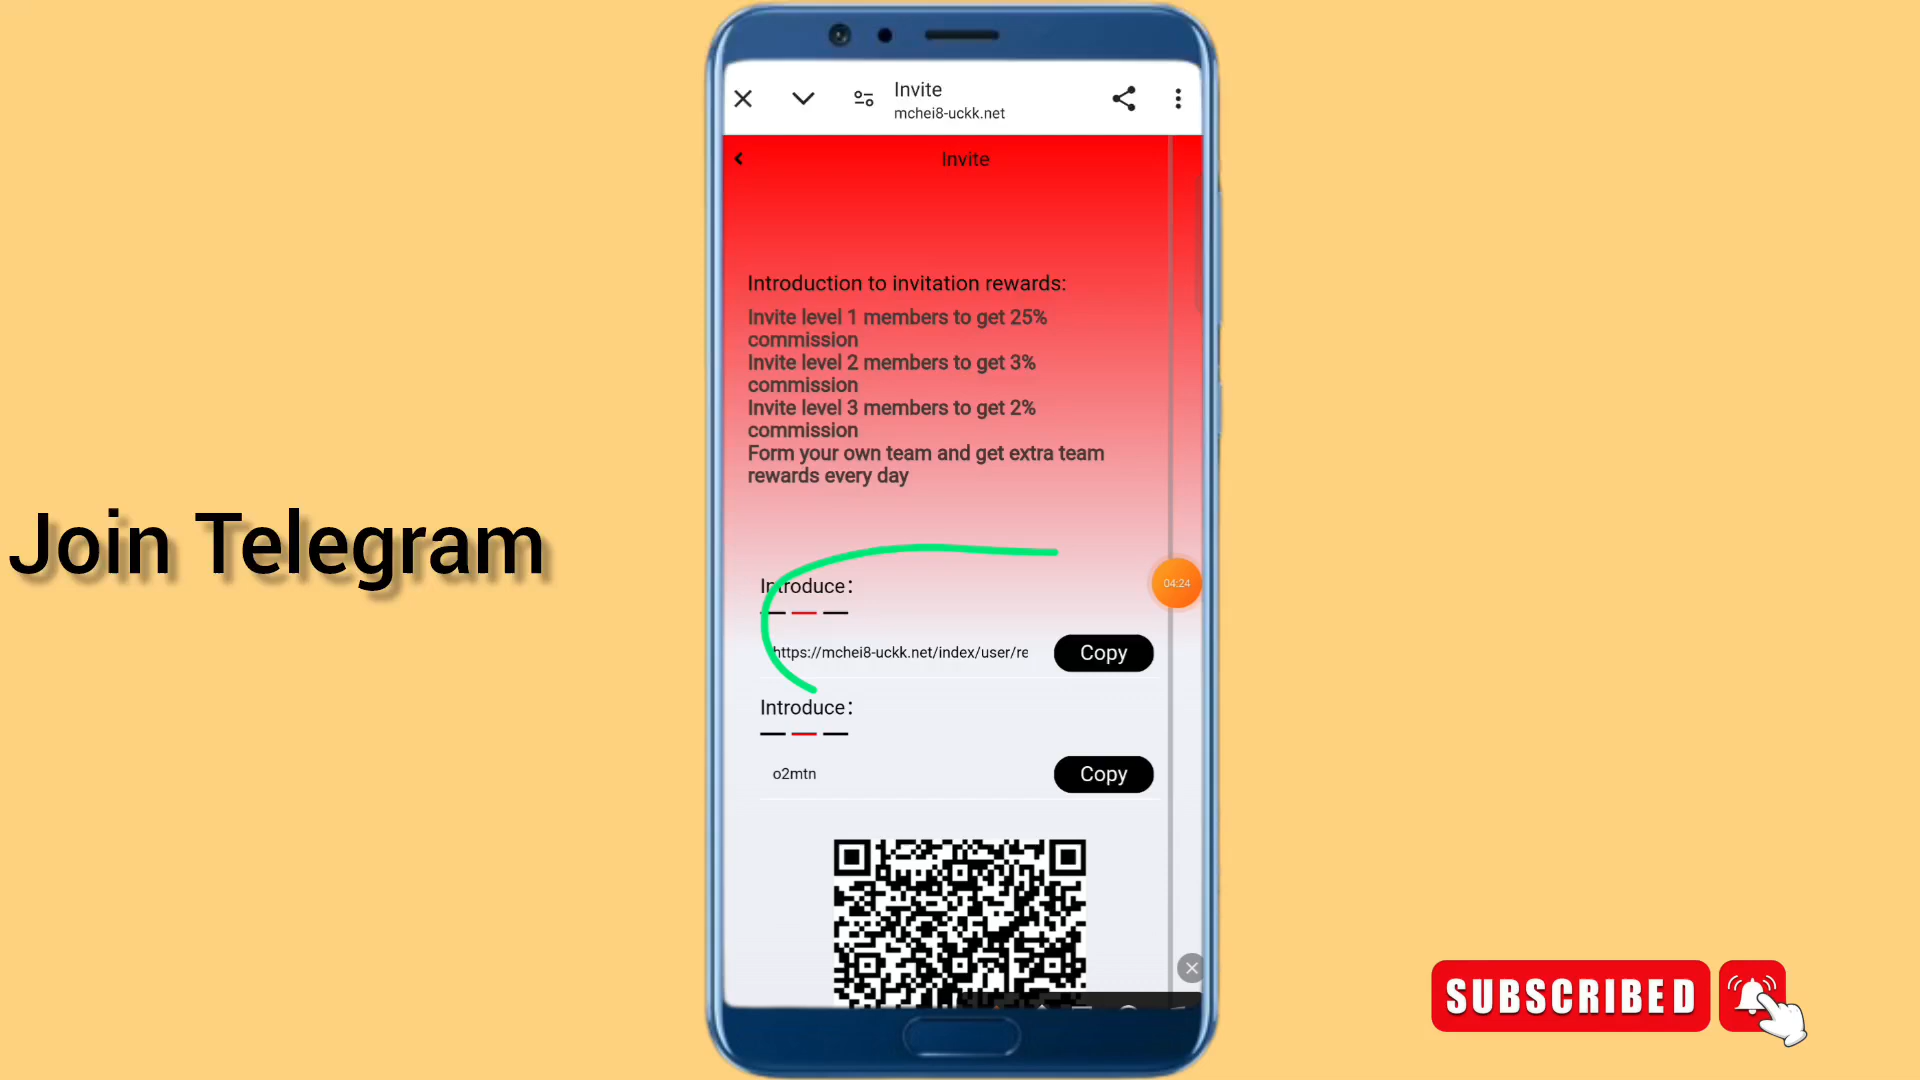 Invite
mchei8-uckk.net
Invite
Introduction to invitation rewards:
Invite level 1 members to get 25%
commission
Invite level 2 members to get 3%
commission
Invite level 3 members to get 2%
commission
Form your own team and get extra team
rewards every day
Join Telegram
Introduce:
04:24
https://mchei8-uckk.net/index/user/re
Copy
Introduce:
o2mtn
Copy
SUBSCRIBED